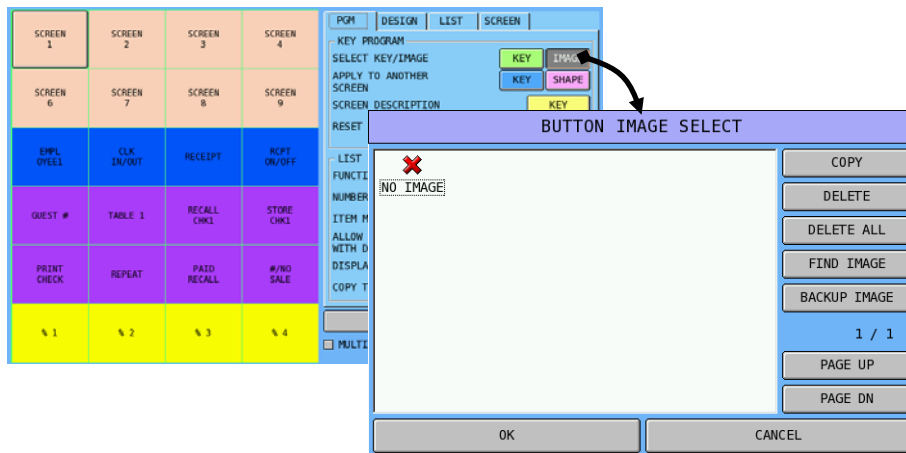 SCREEN
1
SCREEN
2
SCREEN
3
SCREEN
4
SCREEN
6
SCREEN
7
SCREEN
8
SCREEN
9
EMPL
OYEE1
CLK
IN/OUT
RECEIPT
RCPT
ON/OFF
GUEST #
TABLE 1
RECALL
CHK1
STORE
CHK1
PRINT
CHECK
REPEAT
PAID
RECALL
#/NO
SALE
% 1
% 2
% 3
% 4
PGM DESIGN LIST SCREEN
KEY PROGRAM
SELECT KEY/IMAGE KEY IMAG
APPLY TO ANOTHER
SCREEN
KEY SHAPE
SCREEN DESCRIPTION KEY
RESET
LIST
FUNCTI
NUMBER
ITEM M
ALLOW
WITH D
DISPLA
COPY T
MULTI
BUTTON IMAGE SELECT
NO IMAGE
COPY
DELETE
DELETE ALL
FIND IMAGE
BACKUP IMAGE
1 / 1
PAGE UP
PAGE DN
OK
CANCEL